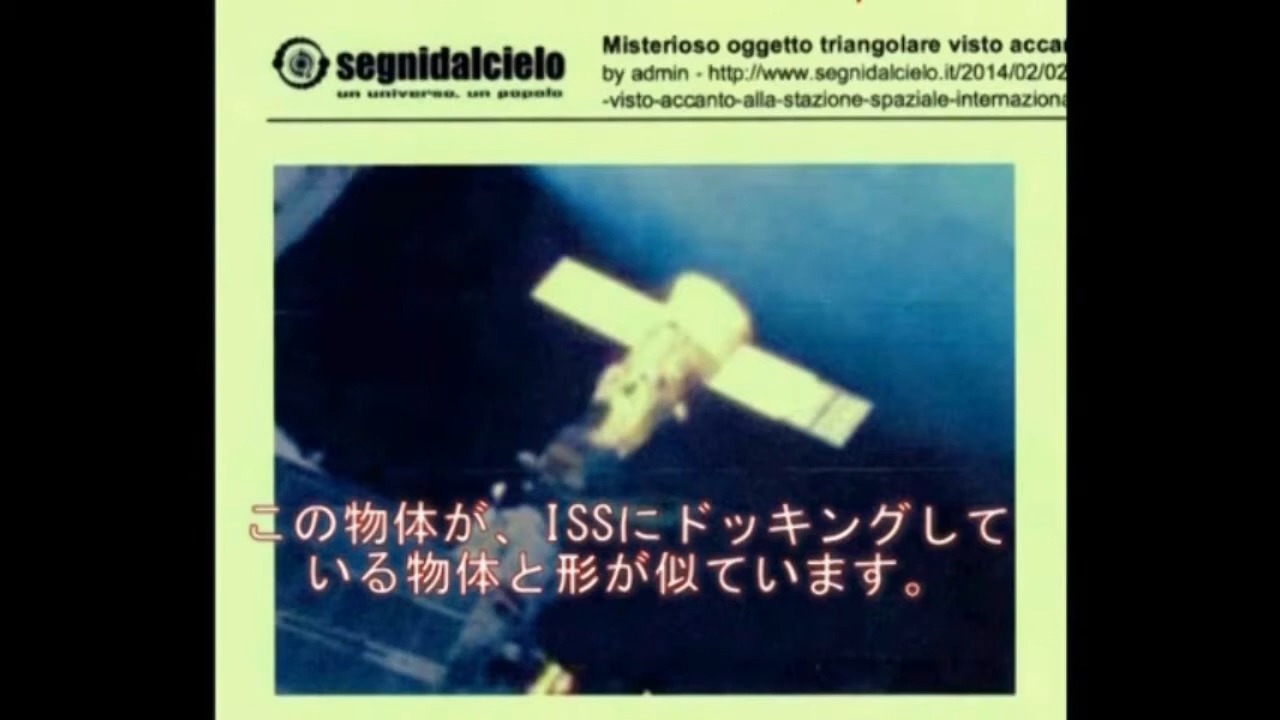 segnidalcielo
un universo, un popolo
Misterioso oggetto triangolare visto
by admin - http://www.segnidalcielo.it/2014/02/02
-visto-accanto-alla-stazione-spaziale-
この物体が、ISSにドッキングして
いる物体と形が似ています。